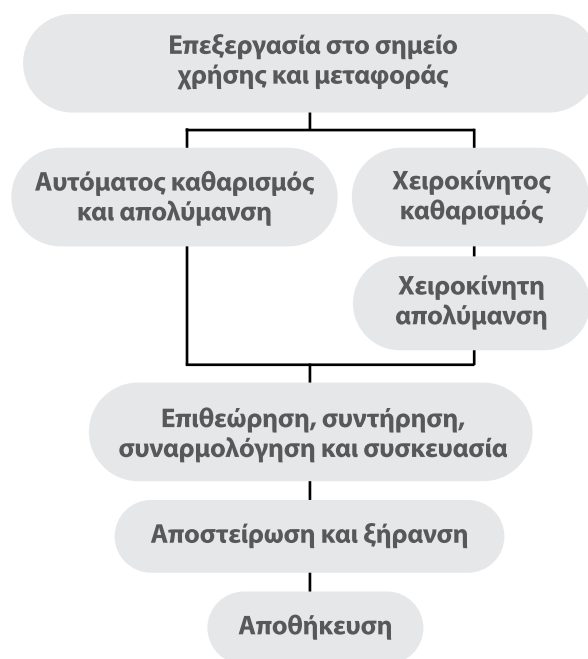 Επεξεργασία στο σημείο
χρήσης και μεταφοράς
Αυτόματος καθαρισμός
και απολύμανση
Χειροκίνητος
καθαρισμός
Χειροκίνητη
απολύμανση
Επιθεώρηση, συντήρηση,
συναρμολόγηση και συσκευασία
Αποστείρωση και ξήρανση
Αποθήκευση